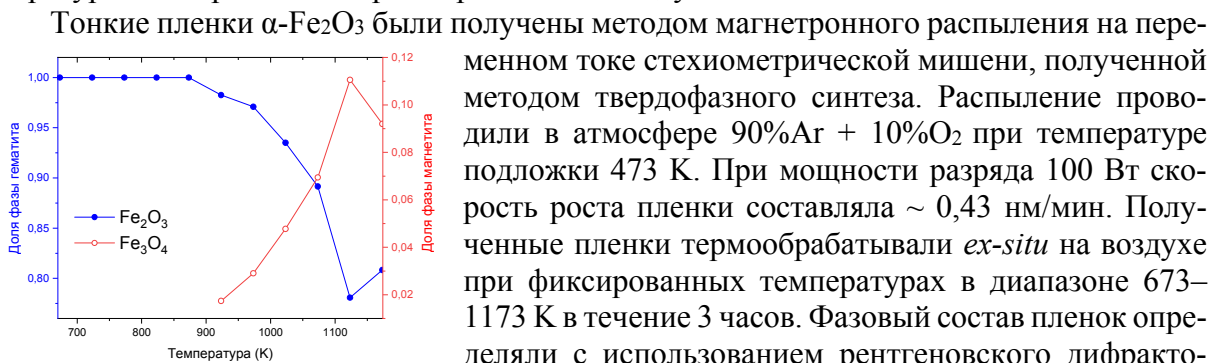 Тонкие пленки α-Fe2O3 были получены методом магнетронного распыления на пере-
менном токе стехиометрической мишени, полученной
методом твердофазного синтеза. Распыление прово-
дили в атмосфере 90%Ar + 10%O2 при температуре
подложки 473 K. При мощности разряда 100 Вт ско-
рость роста пленки составляла ~ 0,43 нм/мин. Полу-
ченные пленки термообрабатывали ex-situ на воздухе
при фиксированных температурах в диапазоне 673–
1173 K в течение 3 часов. Фазовый состав пленок опре-
деляли с использованием рентгеновского дифракто-
Доля фазы гематита
1,00
0,95
0,90
0,85
0,80
Fe2O3
Fe3O4
0,12
0,10
0,08
0,06
0,04
0,02
Доля фазы магнетита
700 800 900 1000 1100
Температура (K)